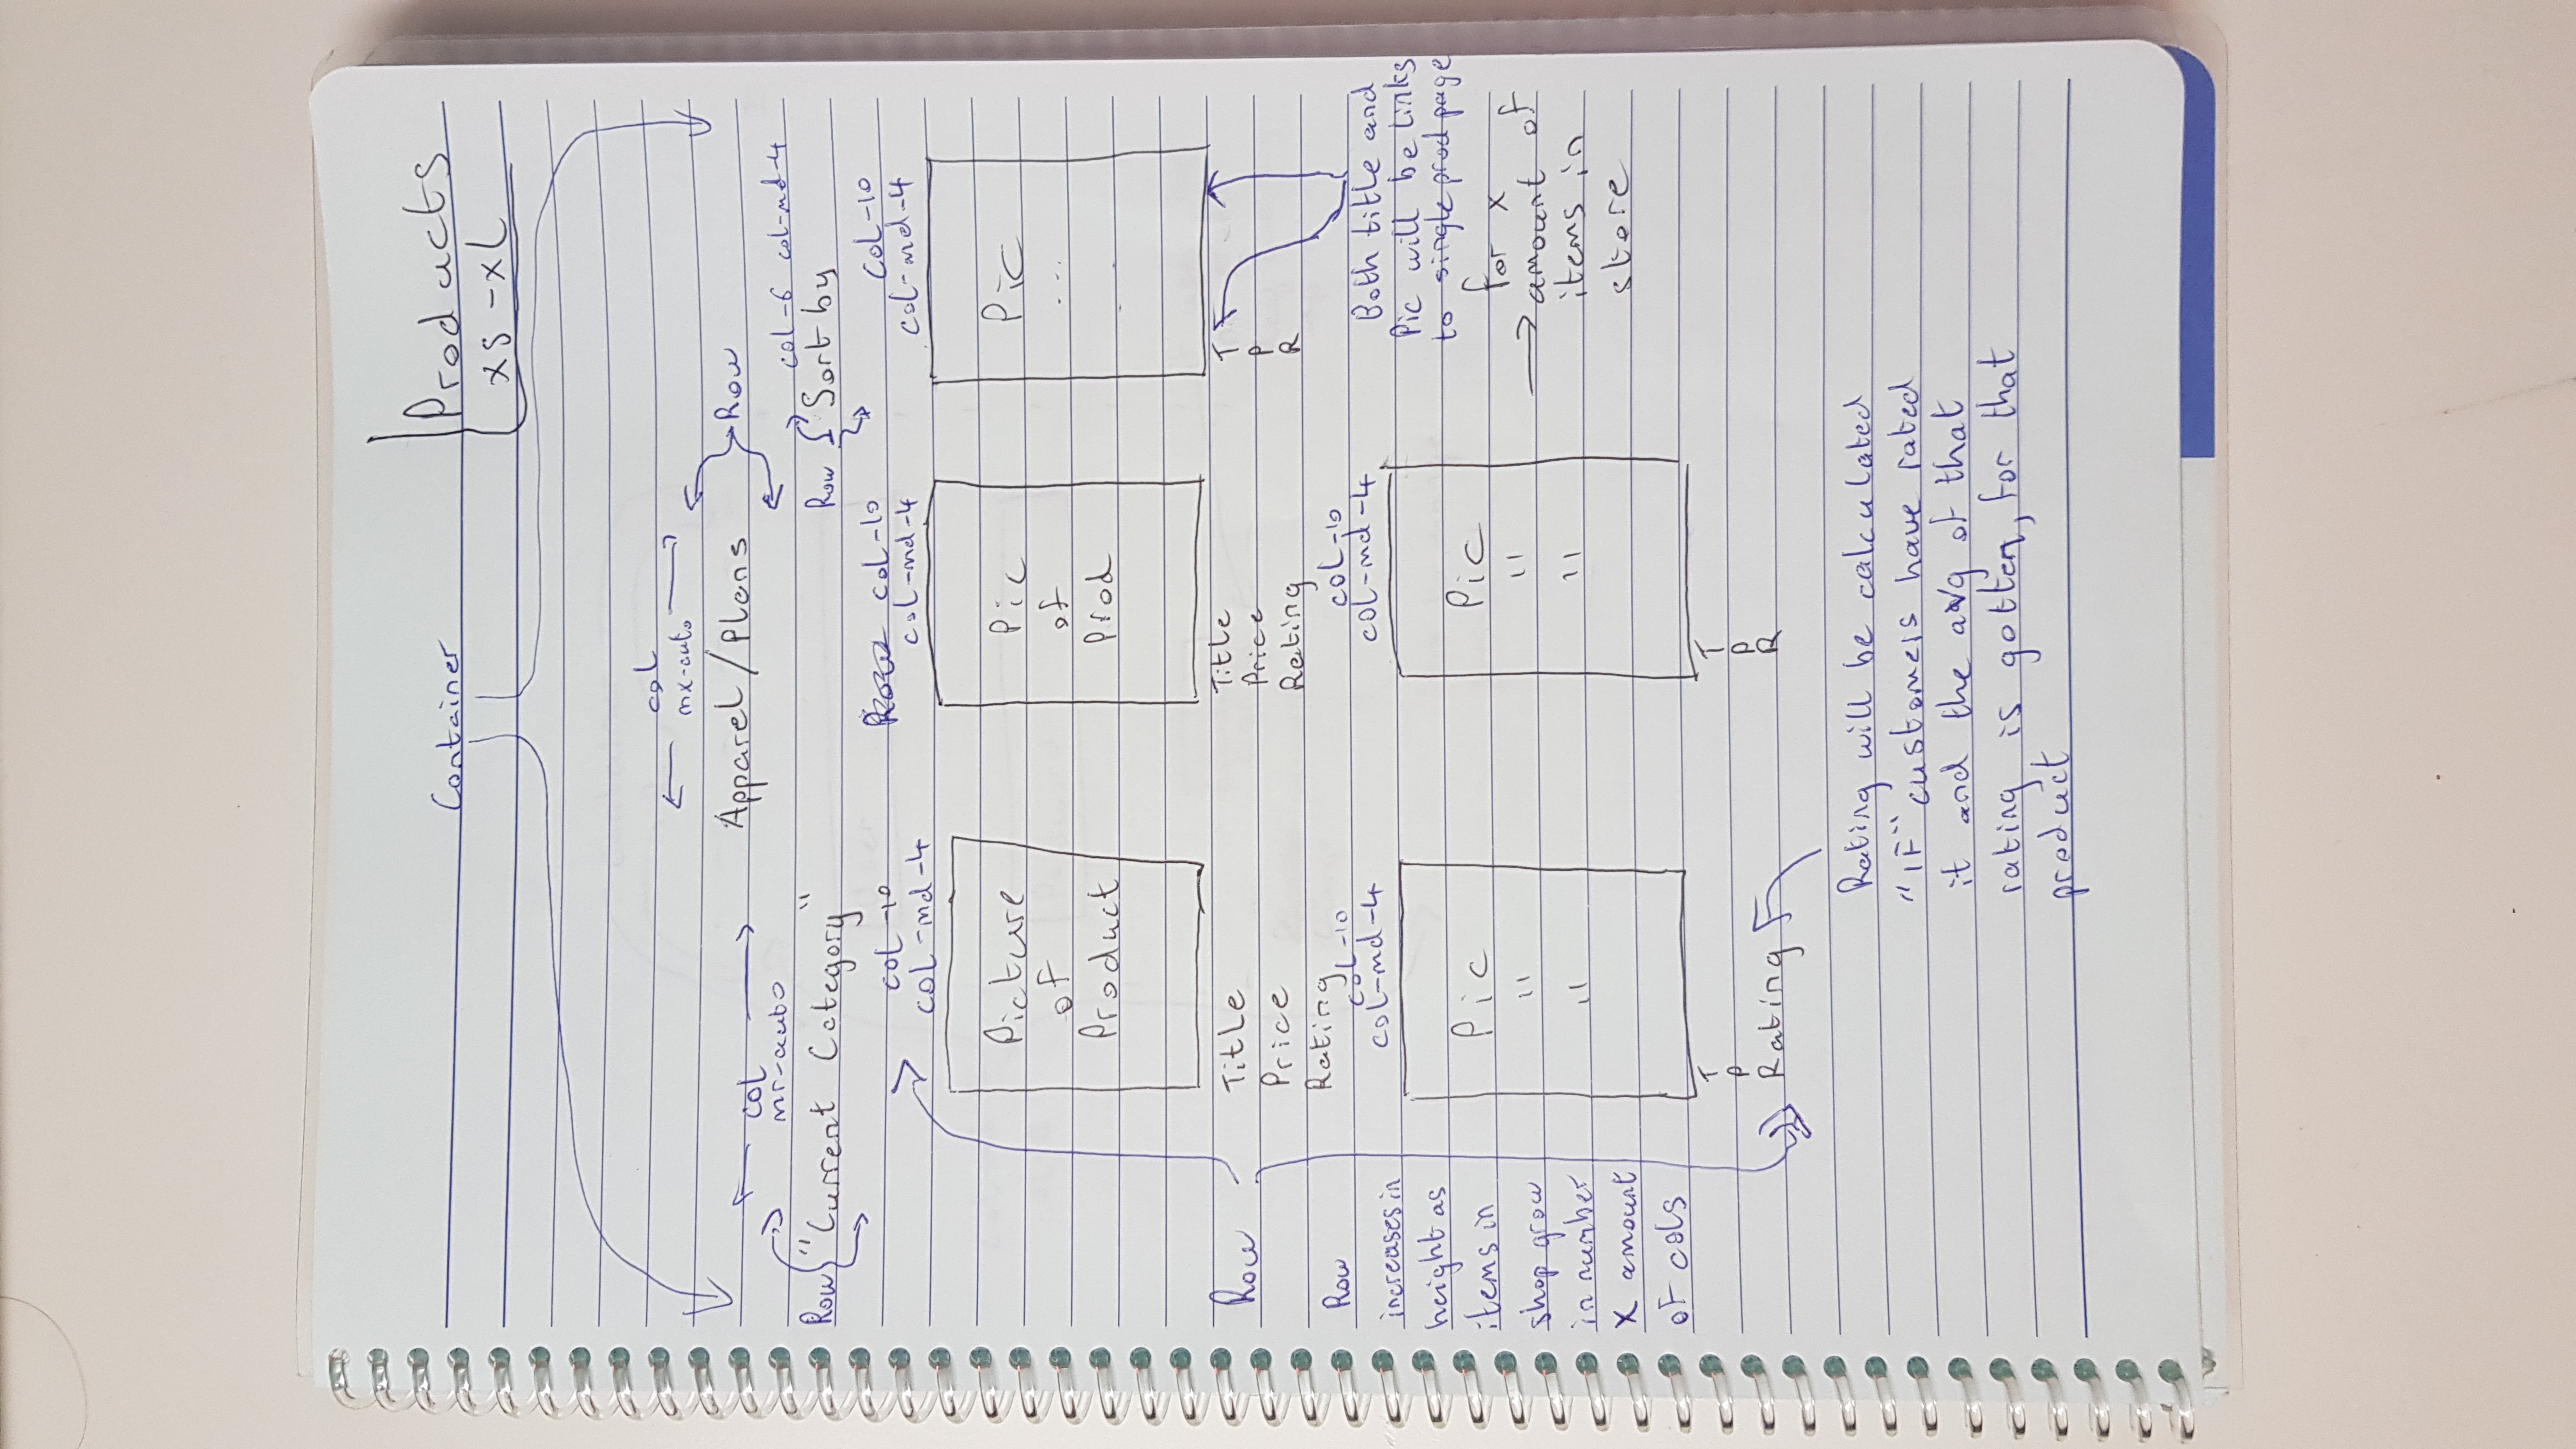 Container
Products
xs - xL
col
mx-auto
Apparel / Plans
Row
col
mr-auto
Row "Current Category"
col-6 col-md-4
Row Sort by
col-10
col-md-4
col-10
col-md-4
col-10
col-md-4
Picture
of
Product
Pic
of
Prod
Pic
...
Row
Title
Price
Rating
Title
Price
Rating
T
P
R
Both title and
Pic will be links
to single prod page
Row
increases in
height as
items in
shop grow
in number
X amount
of cols
col-10
col-md-4
col-10
col-md-4
Pic
"
"
Pic
"
"
for x
amount of
items in
store
T
P
Rating
T
P
R
Rating will be calculated
"IF" customers have rated
it and the avg of that
rating is gotten, for that
product